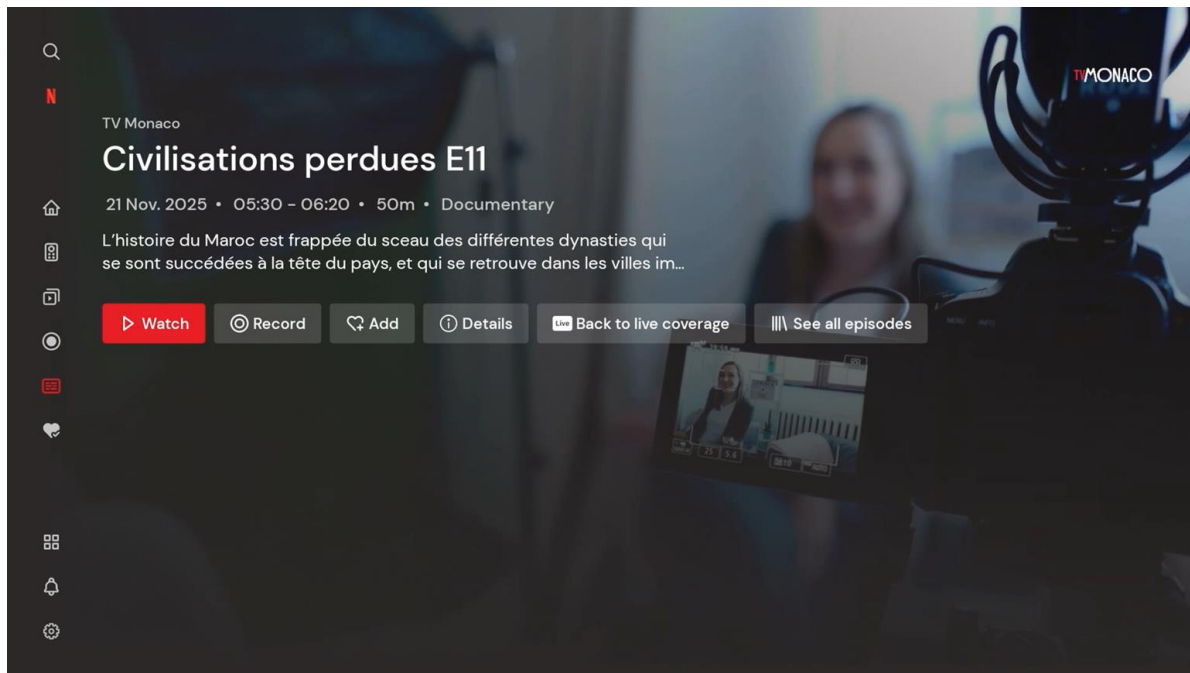 N
TVMONACO
TV Monaco
Civilisations perdues E11
21 Nov. 2025 • 05:30 - 06:20 • 50m • Documentary
L'histoire du Maroc est frappée du sceau des différentes dynasties qui
se sont succédées à la tête du pays, et qui se retrouve dans les villes im...
Watch
Record
Add
Details
Live Back to live coverage
See all episodes